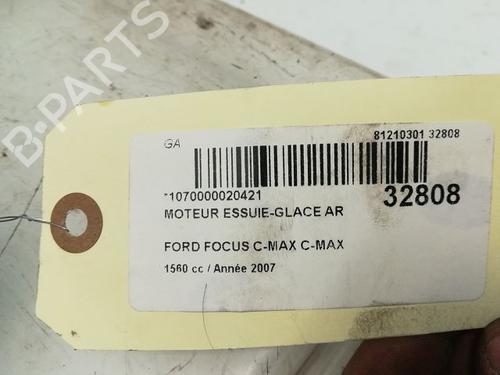 B-PARTS
GA
81210301 32808
*1070000020421
32808
MOTEUR ESSUIE-GLACE AR
FORD FOCUS C-MAX C-MAX
1560 cc / Année 2007